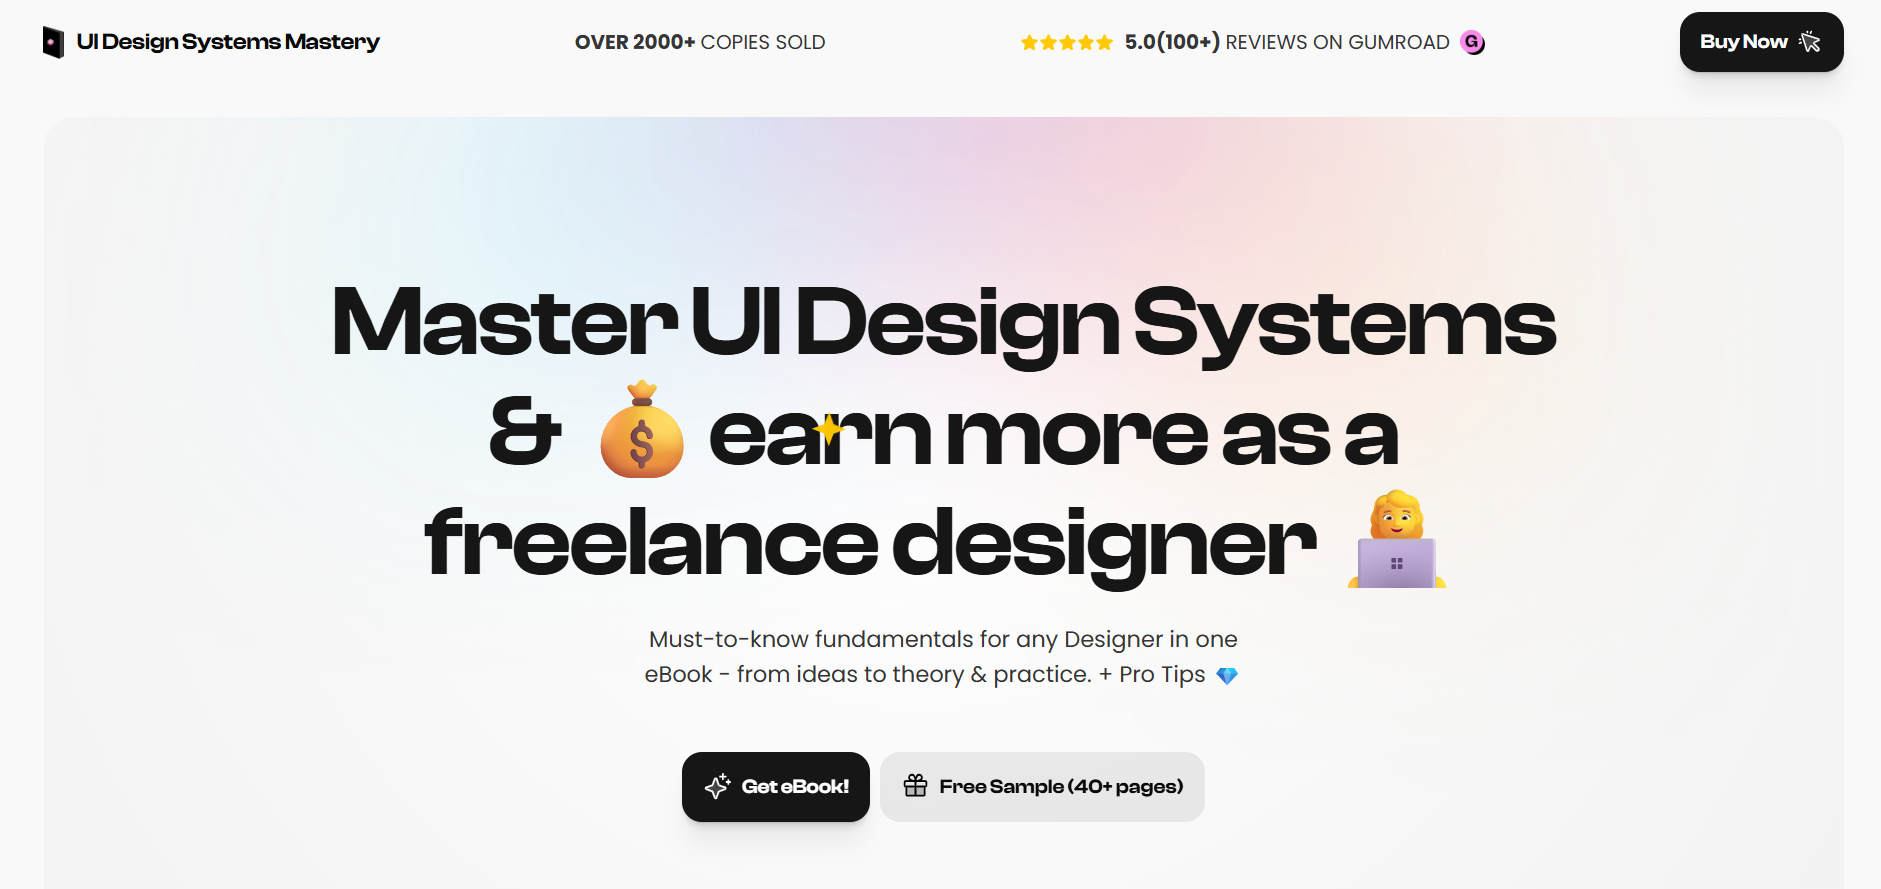 UI Design Systems Mastery
OVER 2000+ COPIES SOLD
5.0(100+) REVIEWS ON GUMROAD G
Buy Now
Master UI Design Systems
& $ earn more as a
freelance designer
Must-to-know fundamentals for any Designer in one
eBook - from ideas to theory & practice. + Pro Tips
Get eBook!
Free Sample (40+ pages)